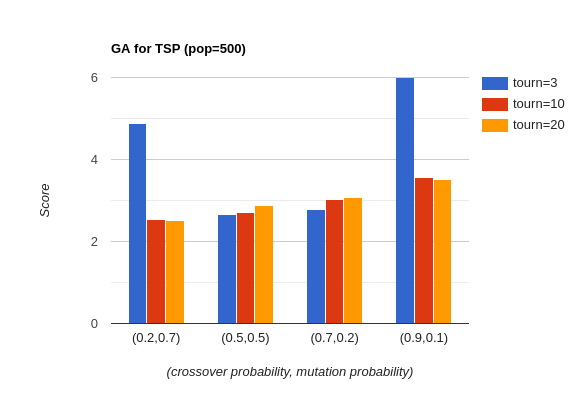 GA for TSP (pop=500)
6
4
2
0
Score
(0.2,0.7)
(0.5,0.5)
(0.7,0.2)
(0.9,0.1)
(crossover probability, mutation probability)
tourn=3
tourn=10
tourn=20